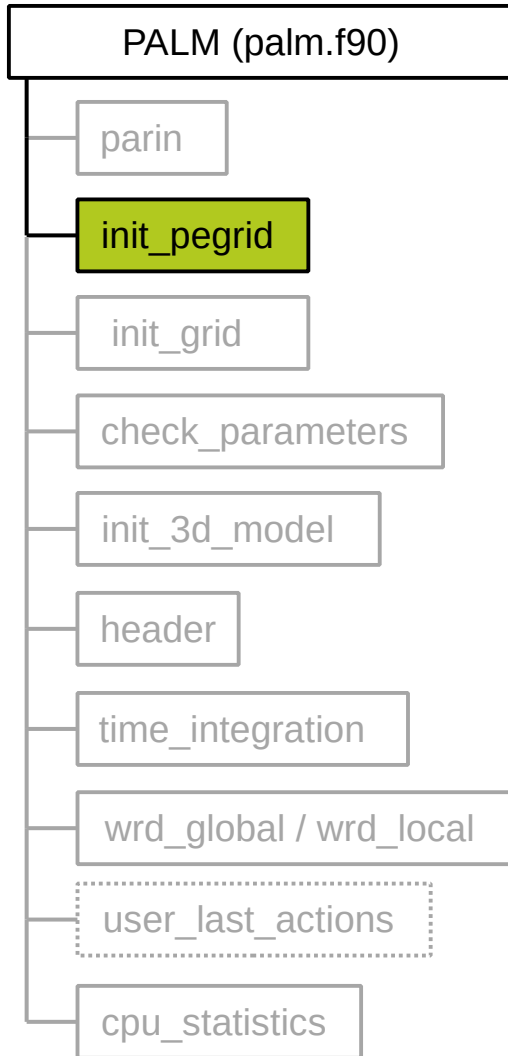 PALM (palm.f90)
parin
init_pegrid
init_grid
check_parameters
init_3d_model
header
time_integration
wrd_global / wrd_local
user_last_actions
cpu_statistics